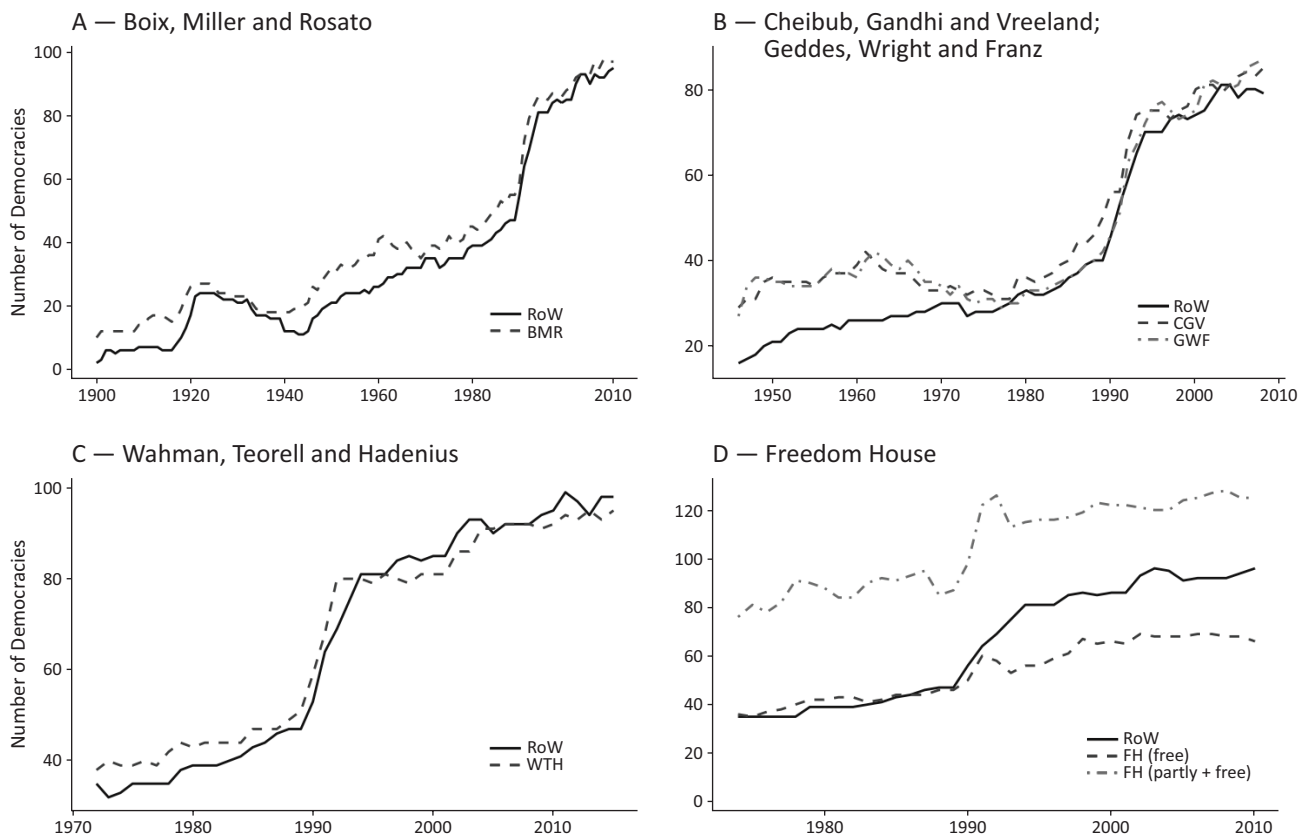 A — Boix, Miller and Rosato
Number of Democracies
100
80
60
40
20
0
RoW
BMR
1900
1920
1940
1960
1980
2010
B — Cheibub, Gandhi and Vreeland;
Geddes, Wright and Franz
80
60
40
20
RoW
CGV
GWF
1950
1960
1970
1980
1990
2000
2010
C — Wahman, Teorell and Hadenius
Number of Democracies
100
80
60
40
RoW
WTH
1970
1980
1990
2000
2010
D — Freedom House
120
100
80
60
40
20
0
RoW
FH (free)
FH (partly + free)
1980
1990
2000
2010